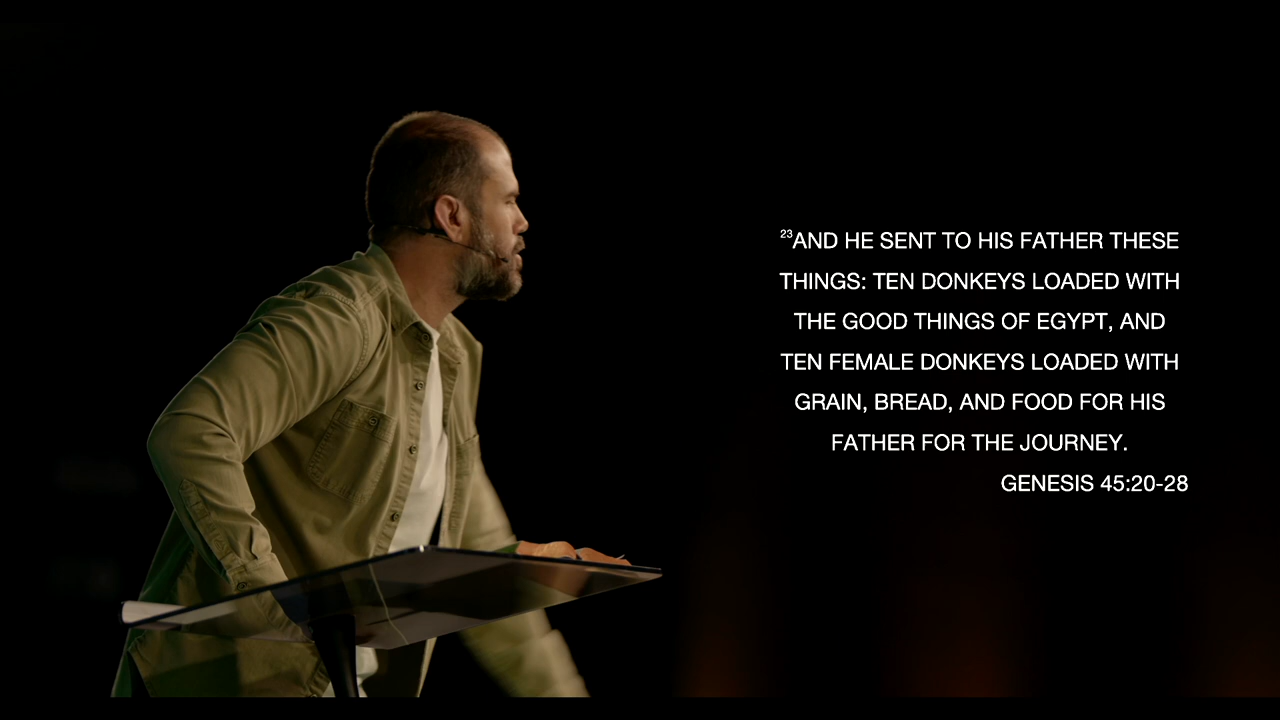 ²³AND HE SENT TO HIS FATHER THESE
THINGS: TEN DONKEYS LOADED WITH
THE GOOD THINGS OF EGYPT, AND
TEN FEMALE DONKEYS LOADED WITH
GRAIN, BREAD, AND FOOD FOR HIS
FATHER FOR THE JOURNEY.
GENESIS 45:20-28